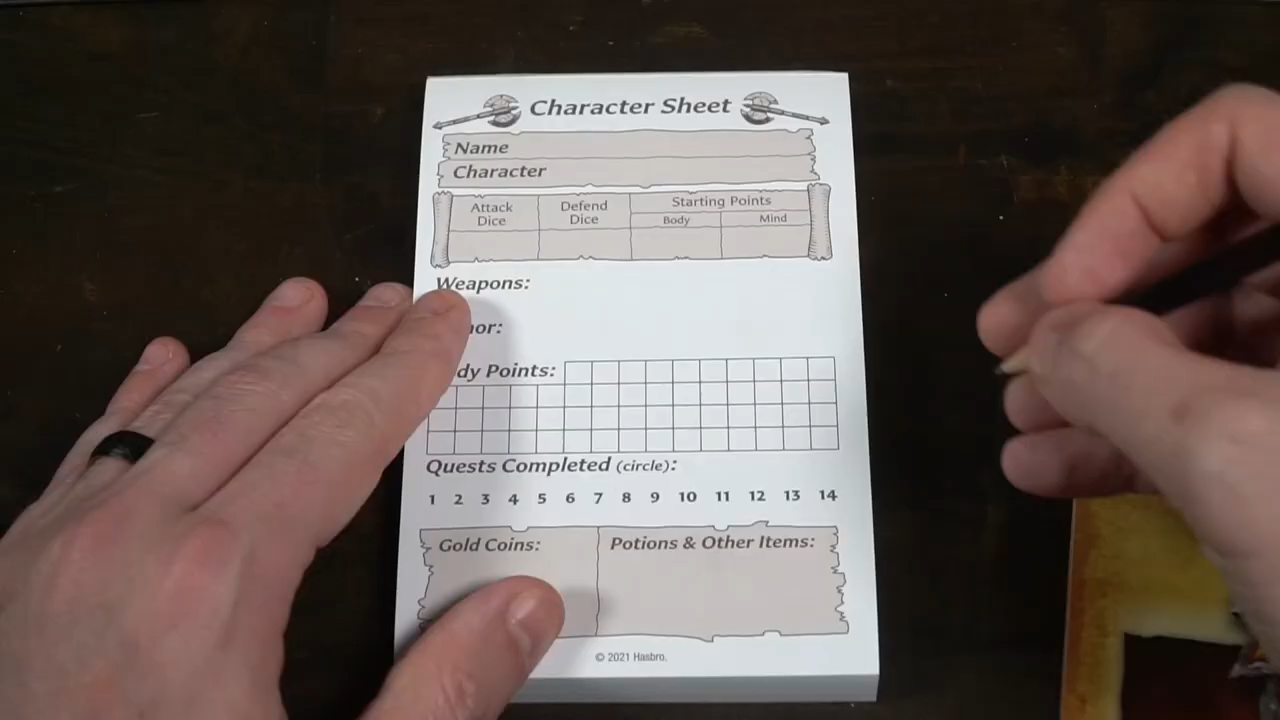 Character Sheet
Name
Character
Attack Dice
Defend Dice
Starting Points
Body
Mind
Weapons:
nor:
dy Points:
Quests Completed (circle):
1 2 3 4 5 6 7 8 9 10 11 12 13 14
Gold Coins:
Potions & Other Items:
© 2021 Hasbro.